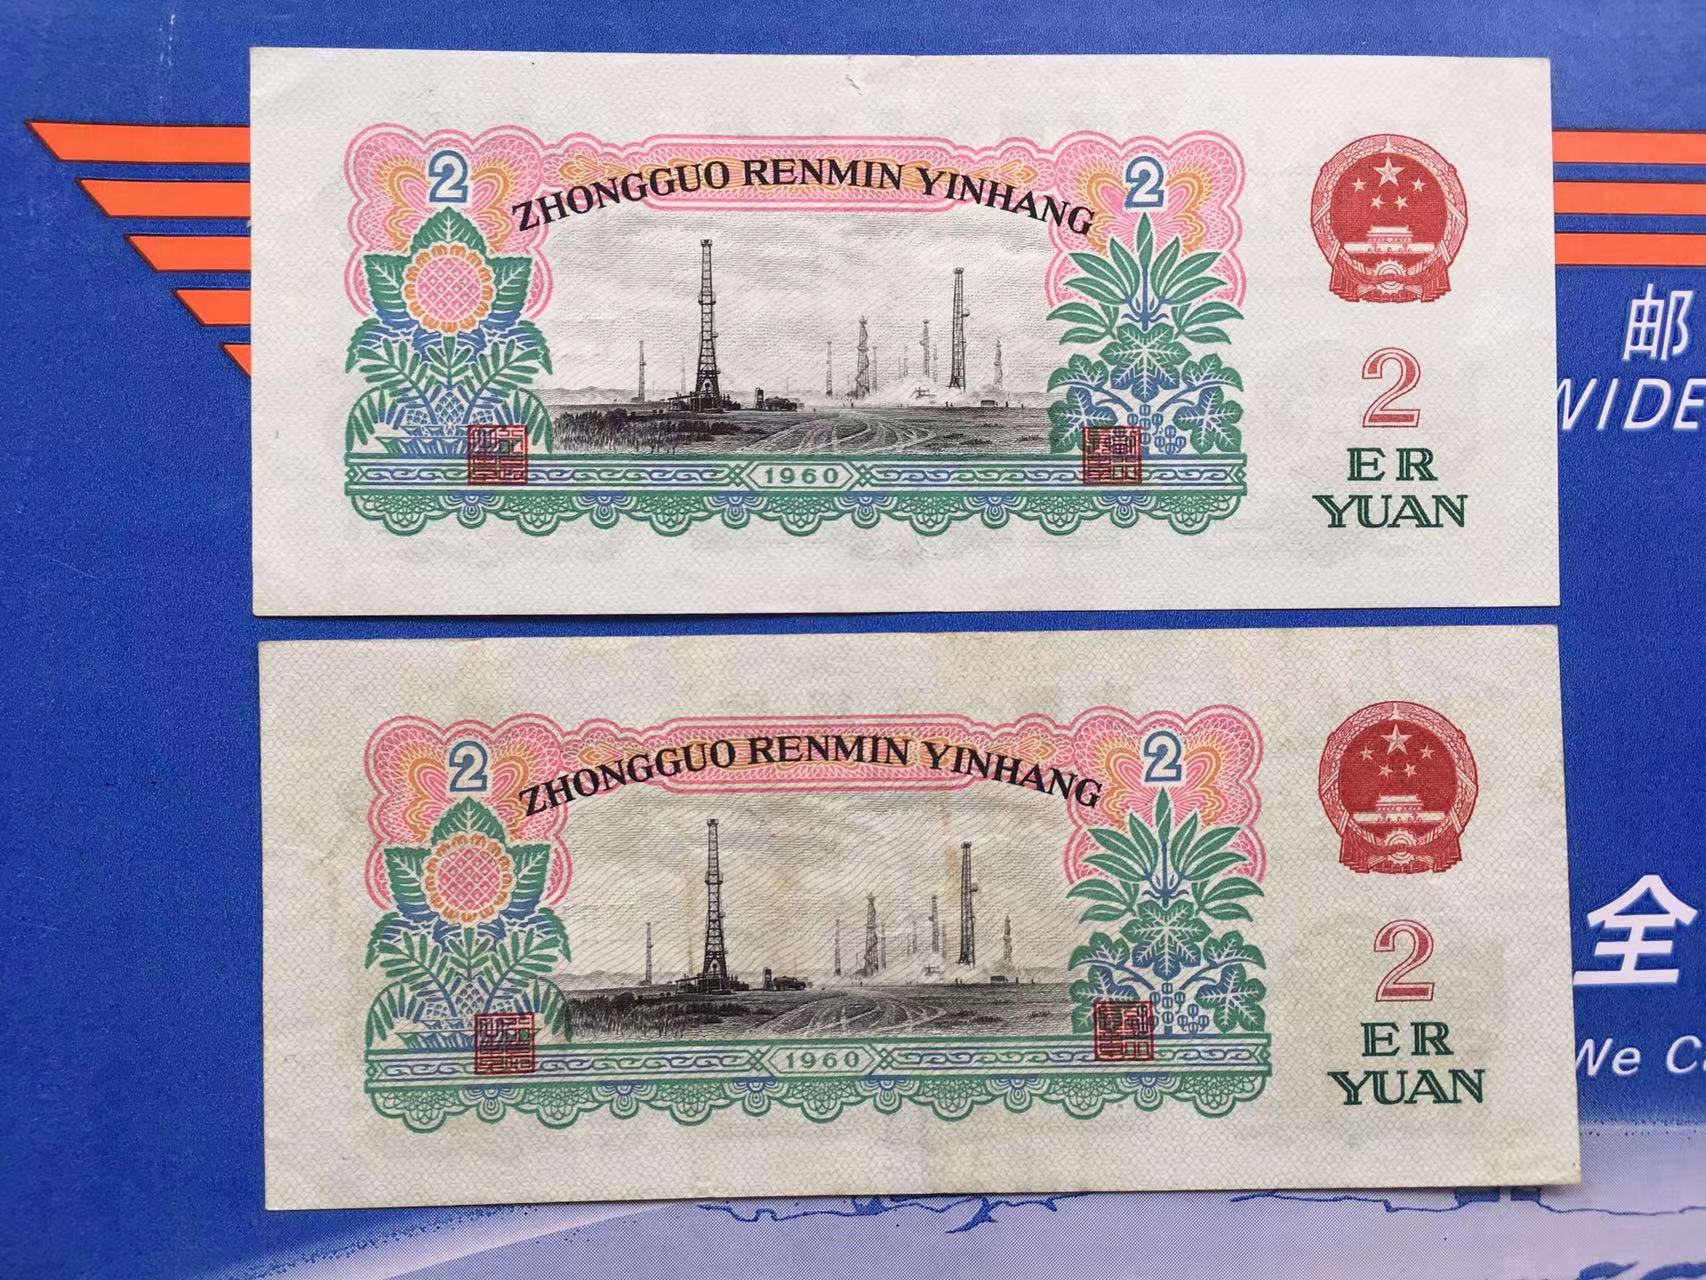 2
2
ZHONGGUO RENMIN YINHANG
2
ER
YUAN
1960
邮
WIDE
2
2
ZHONGGUO RENMIN YINHANG
2
ER
YUAN
1960
全
We C